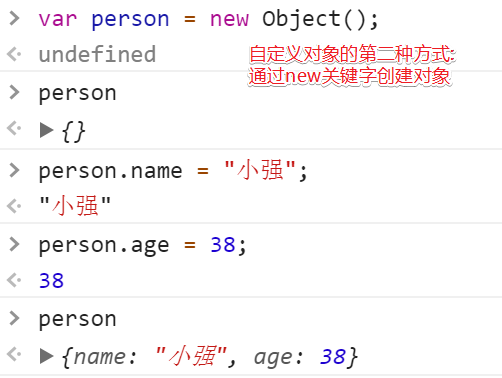 var person = new Object();
undefined
自定义对象的第二种方式:
通过new关键字创建对象
person
▶{}
person.name = "小强";
"小强"
person.age = 38;
38
person
▶{name: "小强", age: 38}